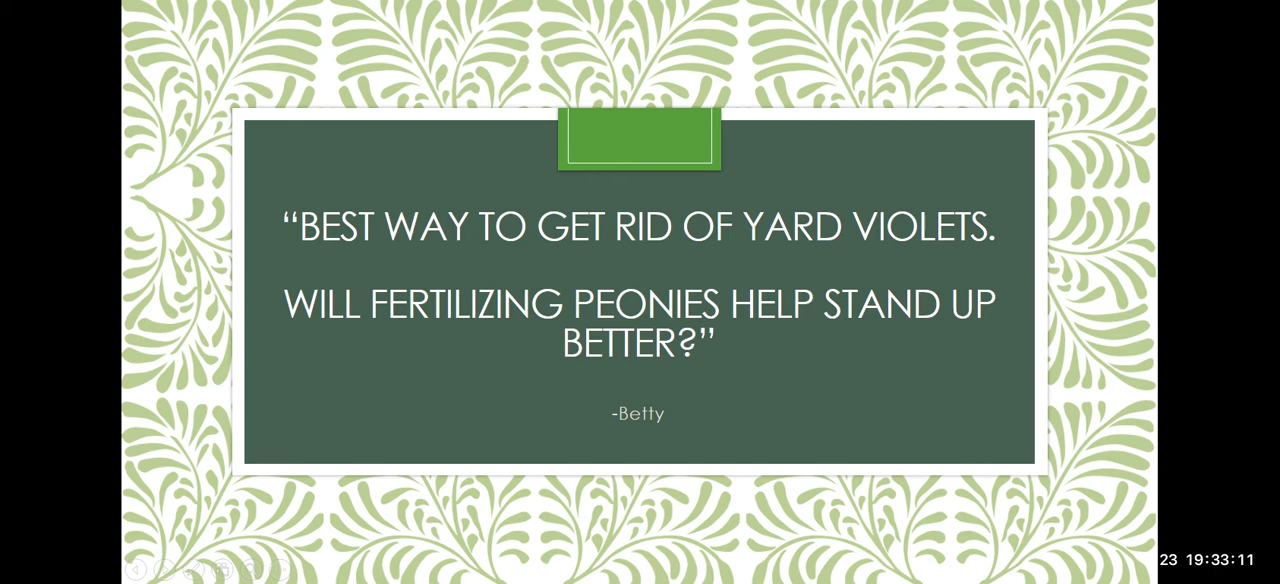 “BEST WAY TO GET RID OF YARD VIOLETS.
WILL FERTILIZING PEONIES HELP STAND UP
BETTER?”
-Betty
23 19:33:11